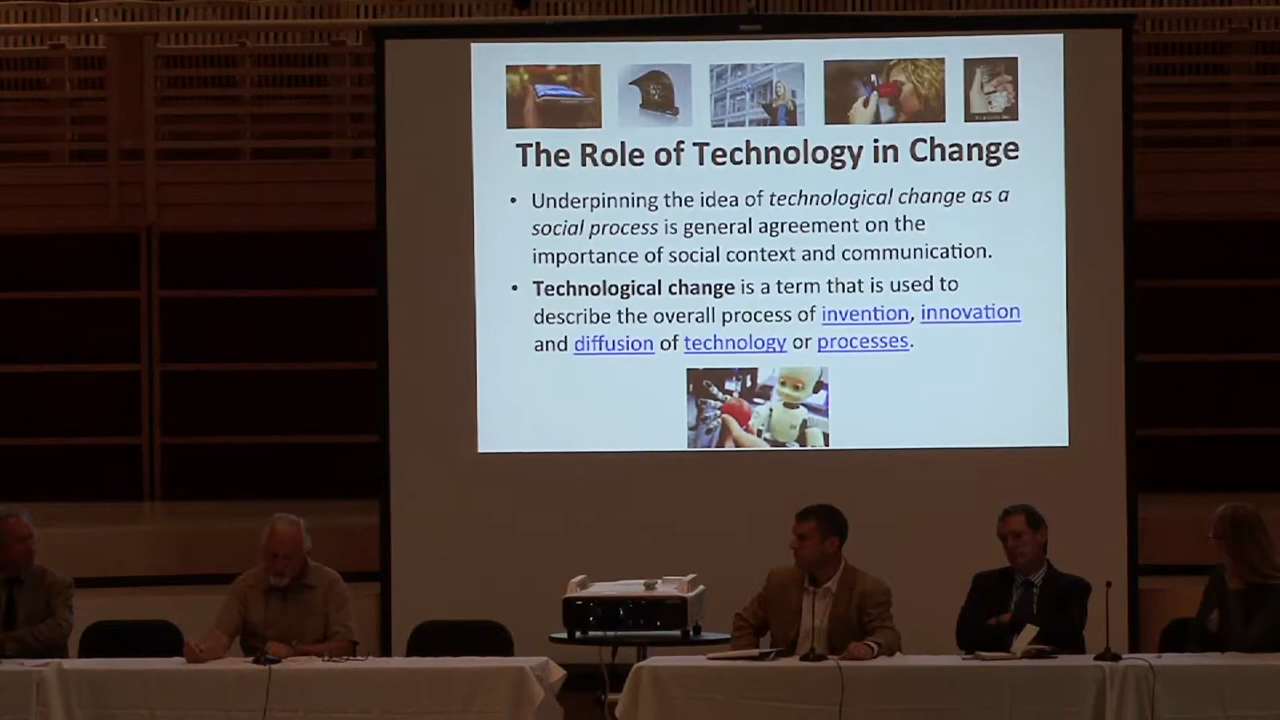 The Role of Technology in Change
• Underpinning the idea of technological change as a
social process is general agreement on the
importance of social context and communication.
• Technological change is a term that is used to
describe the overall process of invention, innovation
and diffusion of technology or processes.